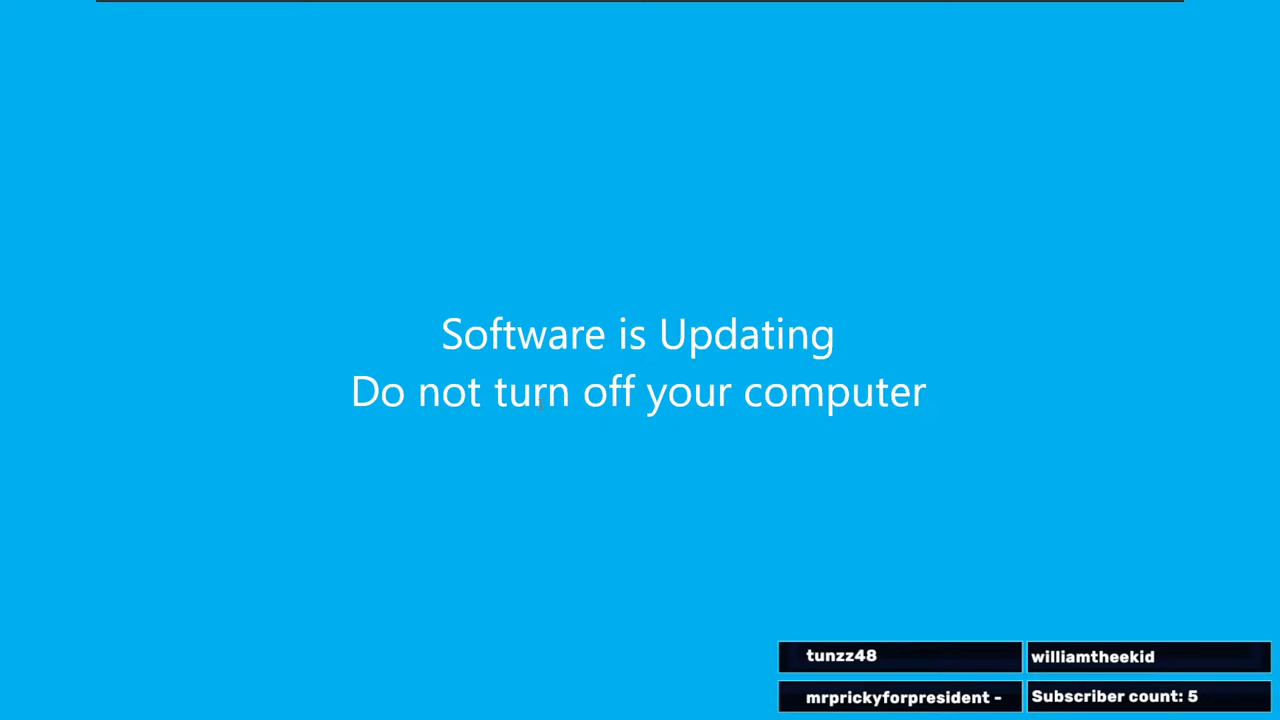 Software is Updating
Do not turn off your computer
tunzz48
williamtheekid
mrprickyforpresident -
Subscriber count: 5